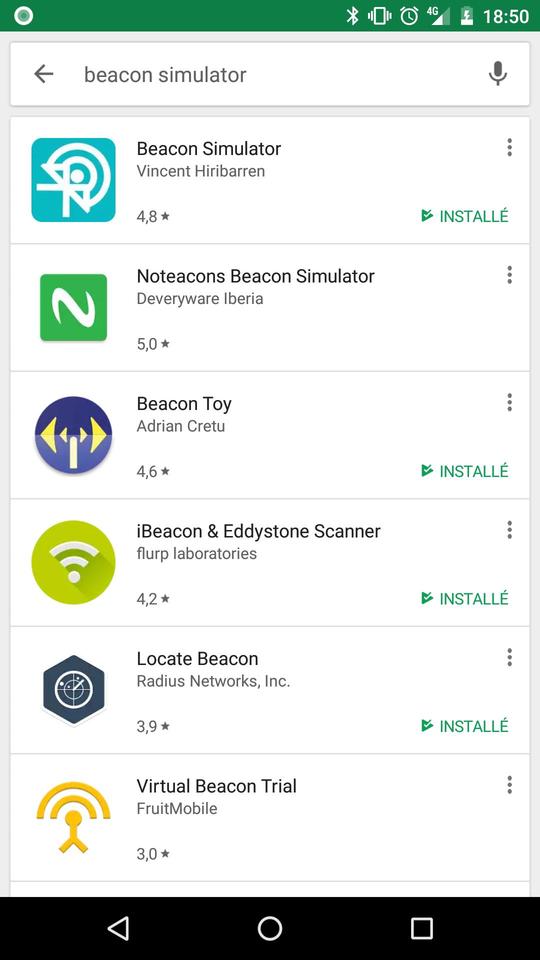 4G 18:50
beacon simulator
Beacon Simulator
Vincent Hiribarren
4,8 ★ INSTALLÉ
Noteacons Beacon Simulator
Deveryware Iberia
5,0 ★
Beacon Toy
Adrian Cretu
4,6 ★ INSTALLÉ
iBeacon & Eddystone Scanner
flurp laboratories
4,2 ★ INSTALLÉ
Locate Beacon
Radius Networks, Inc.
3,9 ★ INSTALLÉ
Virtual Beacon Trial
FruitMobile
3,0 ★